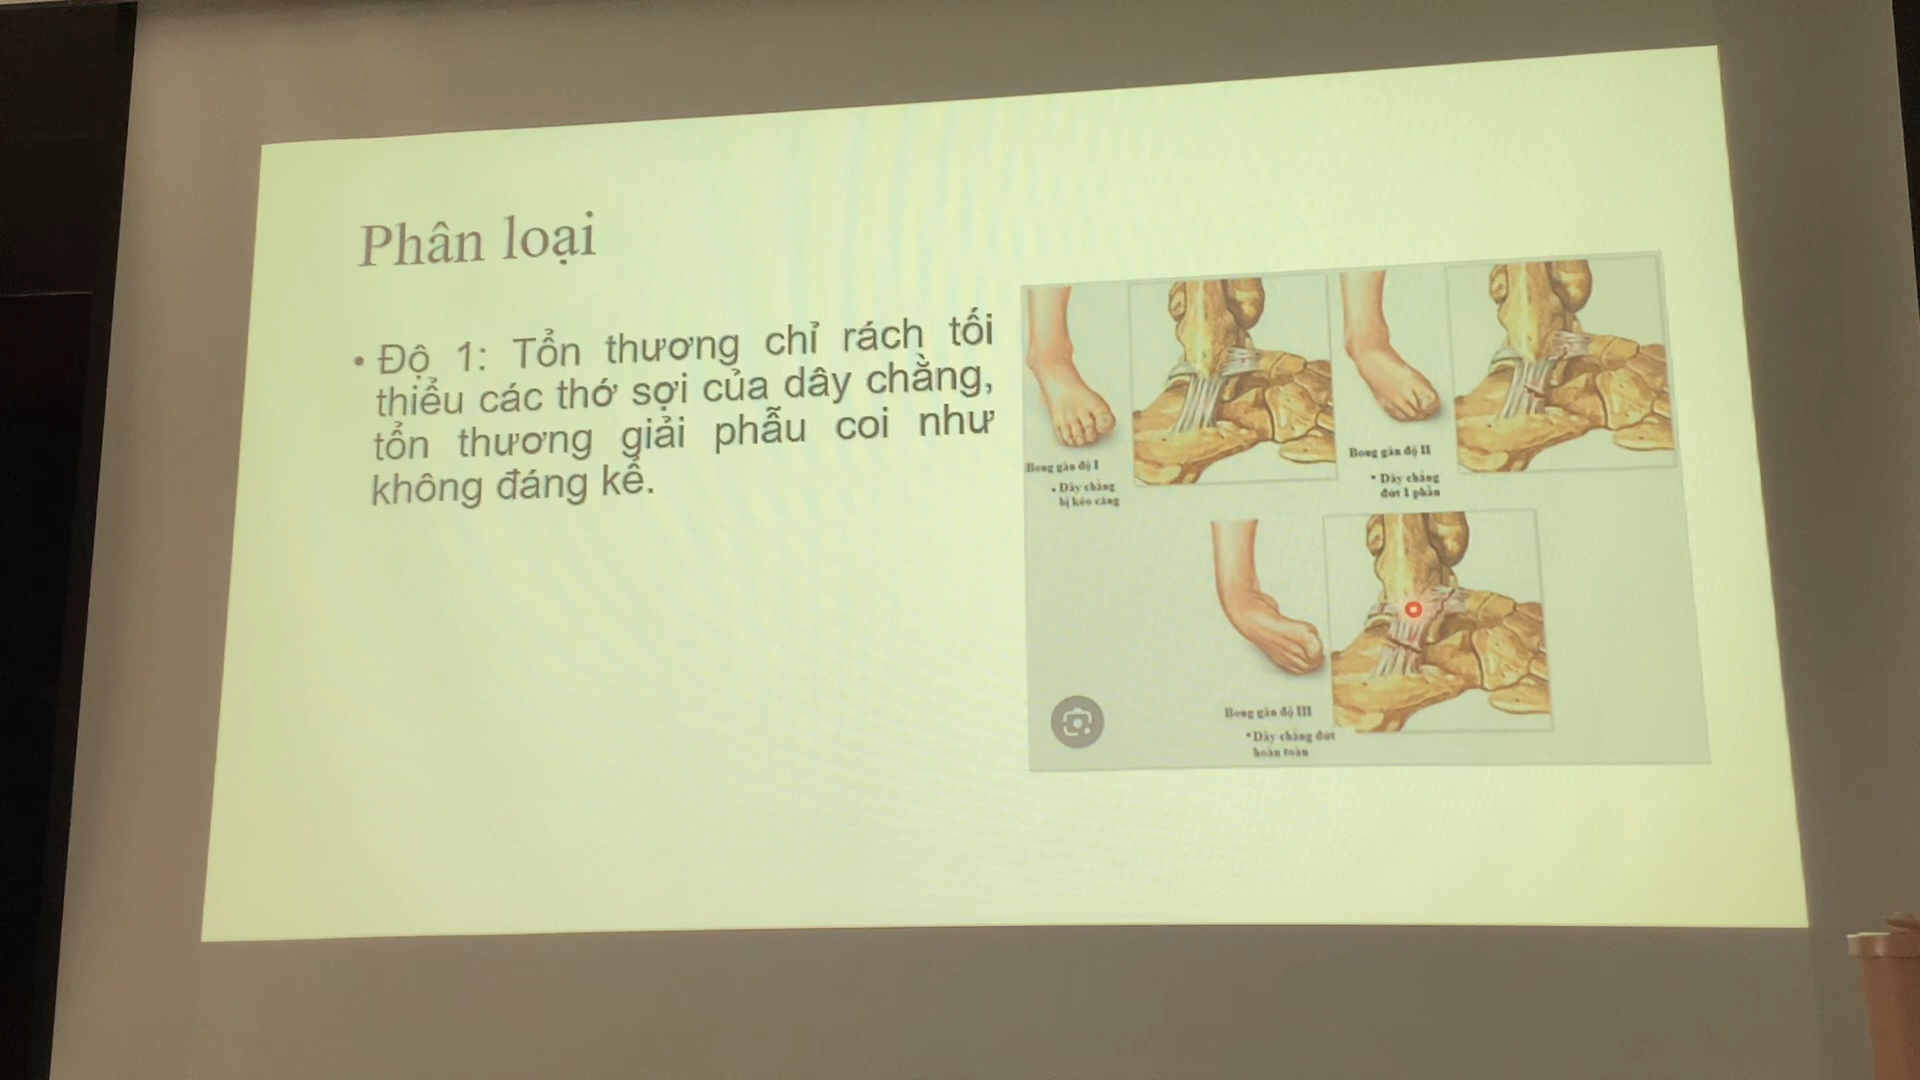 Phân loại
• Độ 1: Tổn thương chỉ rách tối
thiểu các thớ sợi của dây chằng,
tổn thương giải phẫu coi như
không đáng kể.
Bong gân độ I
• Dây chằng
bị kéo căng
Bong gân độ II
• Dây chằng
đứt 1 phần
Bong gân độ III
•Dây chằng đứt
hoàn toàn